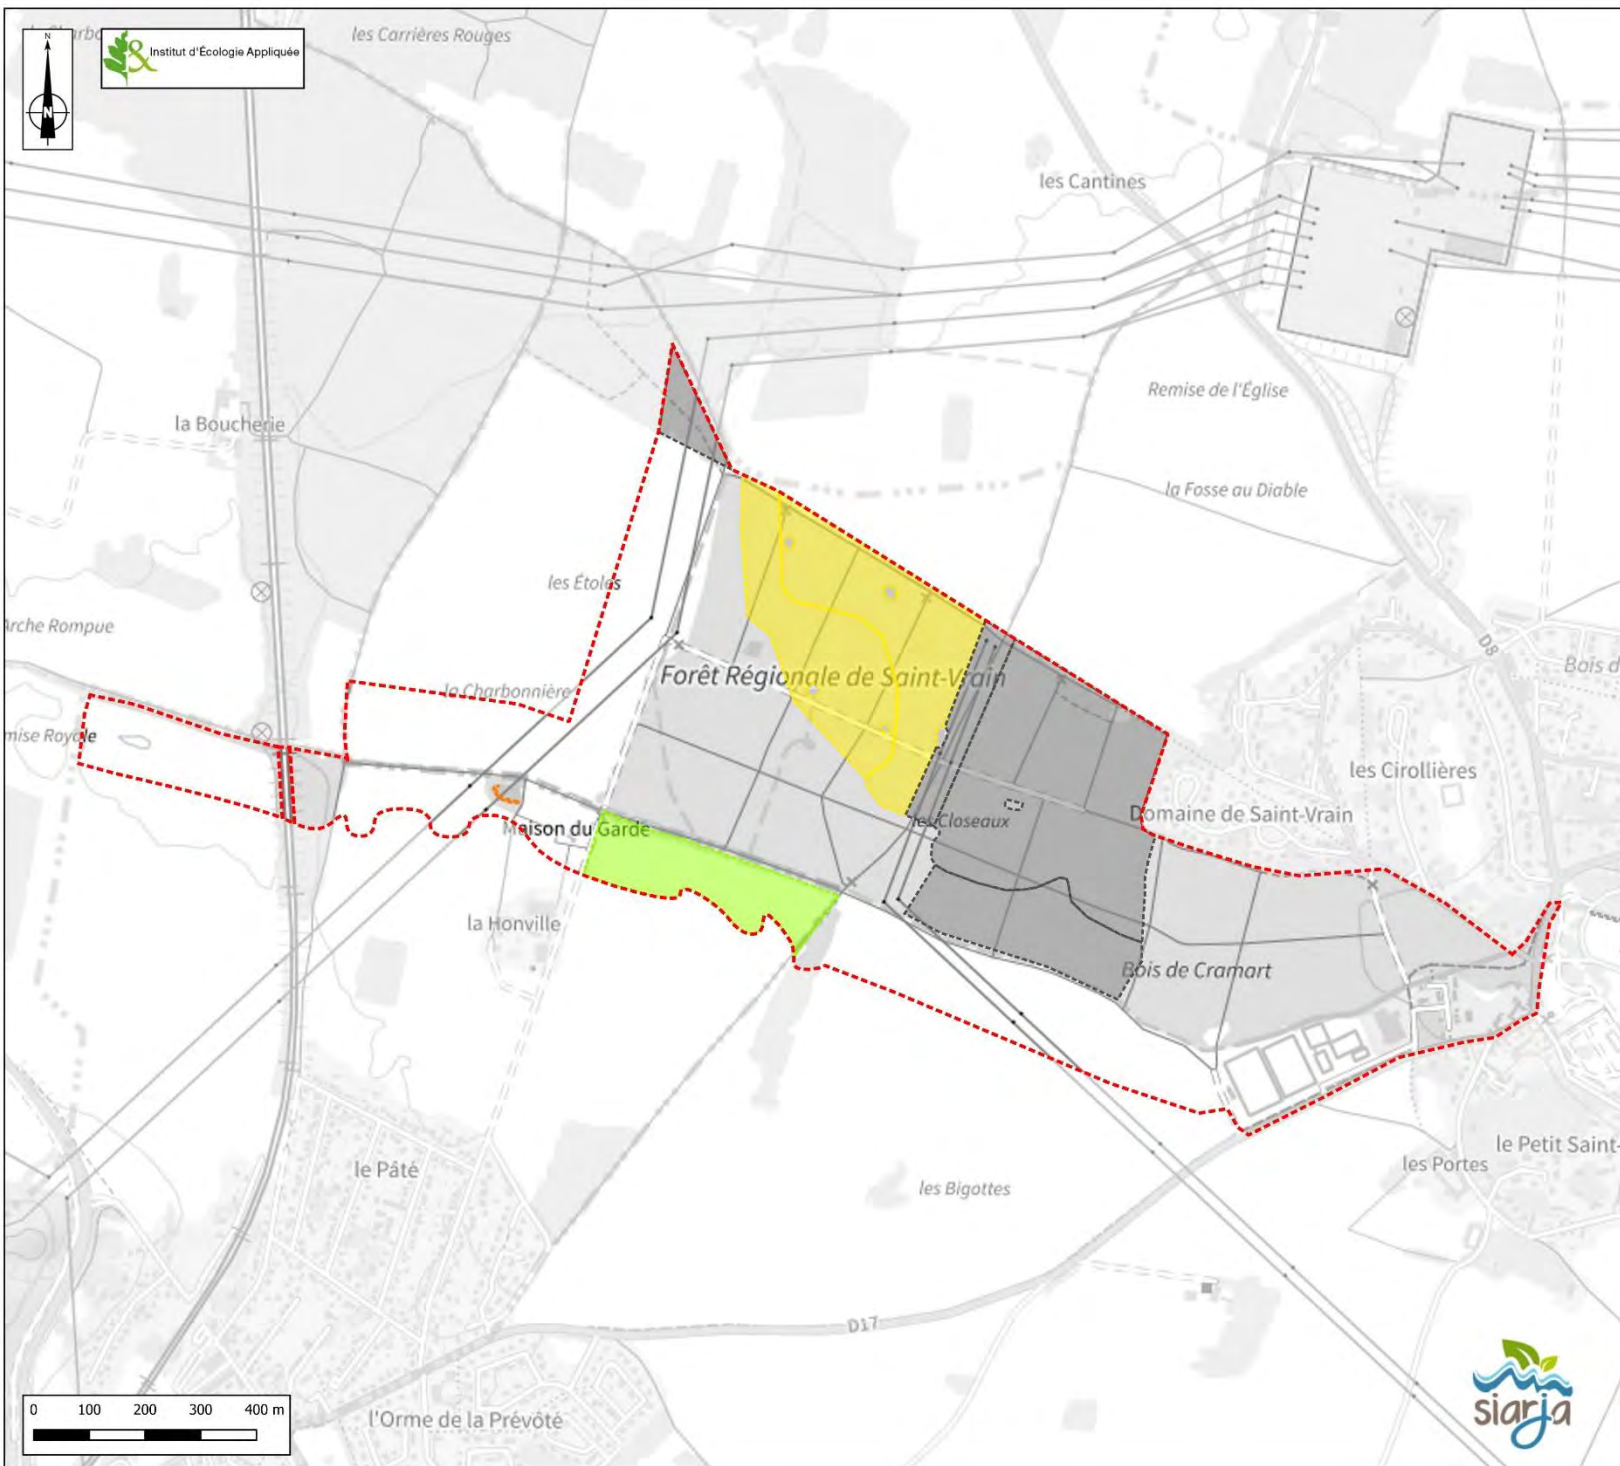 les Carrières Rouges
N
Institut d'Écologie Appliquée
N
les Cantines
Remise de l'Église
la Boucherie
la Fosse au Diable
les Étoles
Arche Rompue
D8
Forêt Régionale de Saint-Vrain
la Charbonnière
les Cirollières
les Closeaux
Domaine de Saint-Vrain
Maison du Garde
la Honville
Bois de Cramart
le Petit Saint-
le Pâté
les Portes
les Bigottes
D17
0 100 200 300 400 m
l'Orme de la Prévôté
siarja